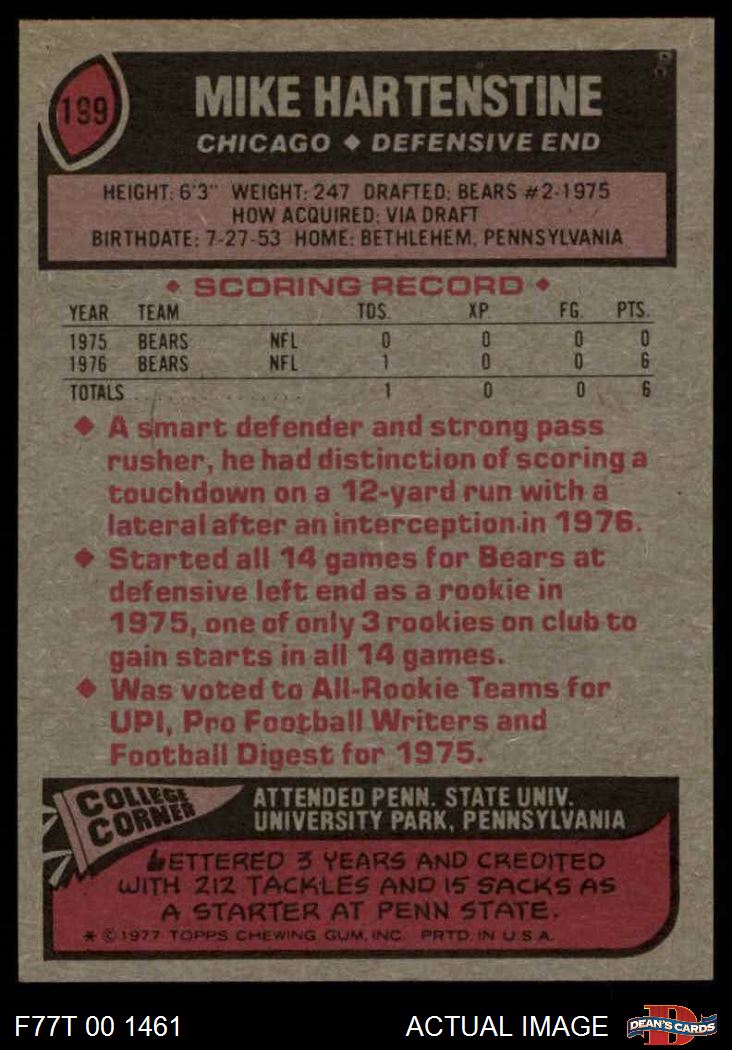 199
MIKE HARTENSTINE
CHICAGO ♦ DEFENSIVE END
HEIGHT: 6'3" WEIGHT: 247 DRAFTED: BEARS #2-1975
HOW ACQUIRED: VIA DRAFT
BIRTHDATE: 7-27-53 HOME: BETHLEHEM, PENNSYLVANIA
♦ SCORING RECORD ♦
YEAR TEAM TDS. XP. FG. PTS.
1975 BEARS NFL 0 0 0 0
1976 BEARS NFL 1 0 0 6
TOTALS . . . . . . . . . . . . . . . . 1 0 0 6
♦ A smart defender and strong pass
rusher, he had distinction of scoring a
touchdown on a 12-yard run with a
lateral after an interception in 1976.
♦ Started all 14 games for Bears at
defensive left end as a rookie in
1975, one of only 3 rookies on club to
gain starts in all 14 games.
♦ Was voted to All-Rookie Teams for
UPI, Pro Football Writers and
Football Digest for 1975.
COLLEGE
CORNER
ATTENDED PENN. STATE UNIV.
UNIVERSITY PARK, PENNSYLVANIA
LETTERED 3 YEARS AND CREDITED
WITH 212 TACKLES AND 15 SACKS AS
A STARTER AT PENN STATE.
* © 1977 TOPPS CHEWING GUM, INC. PRTD. IN U.S.A.
F77T 00 1461 ACTUAL IMAGE DEAN'S CARDS